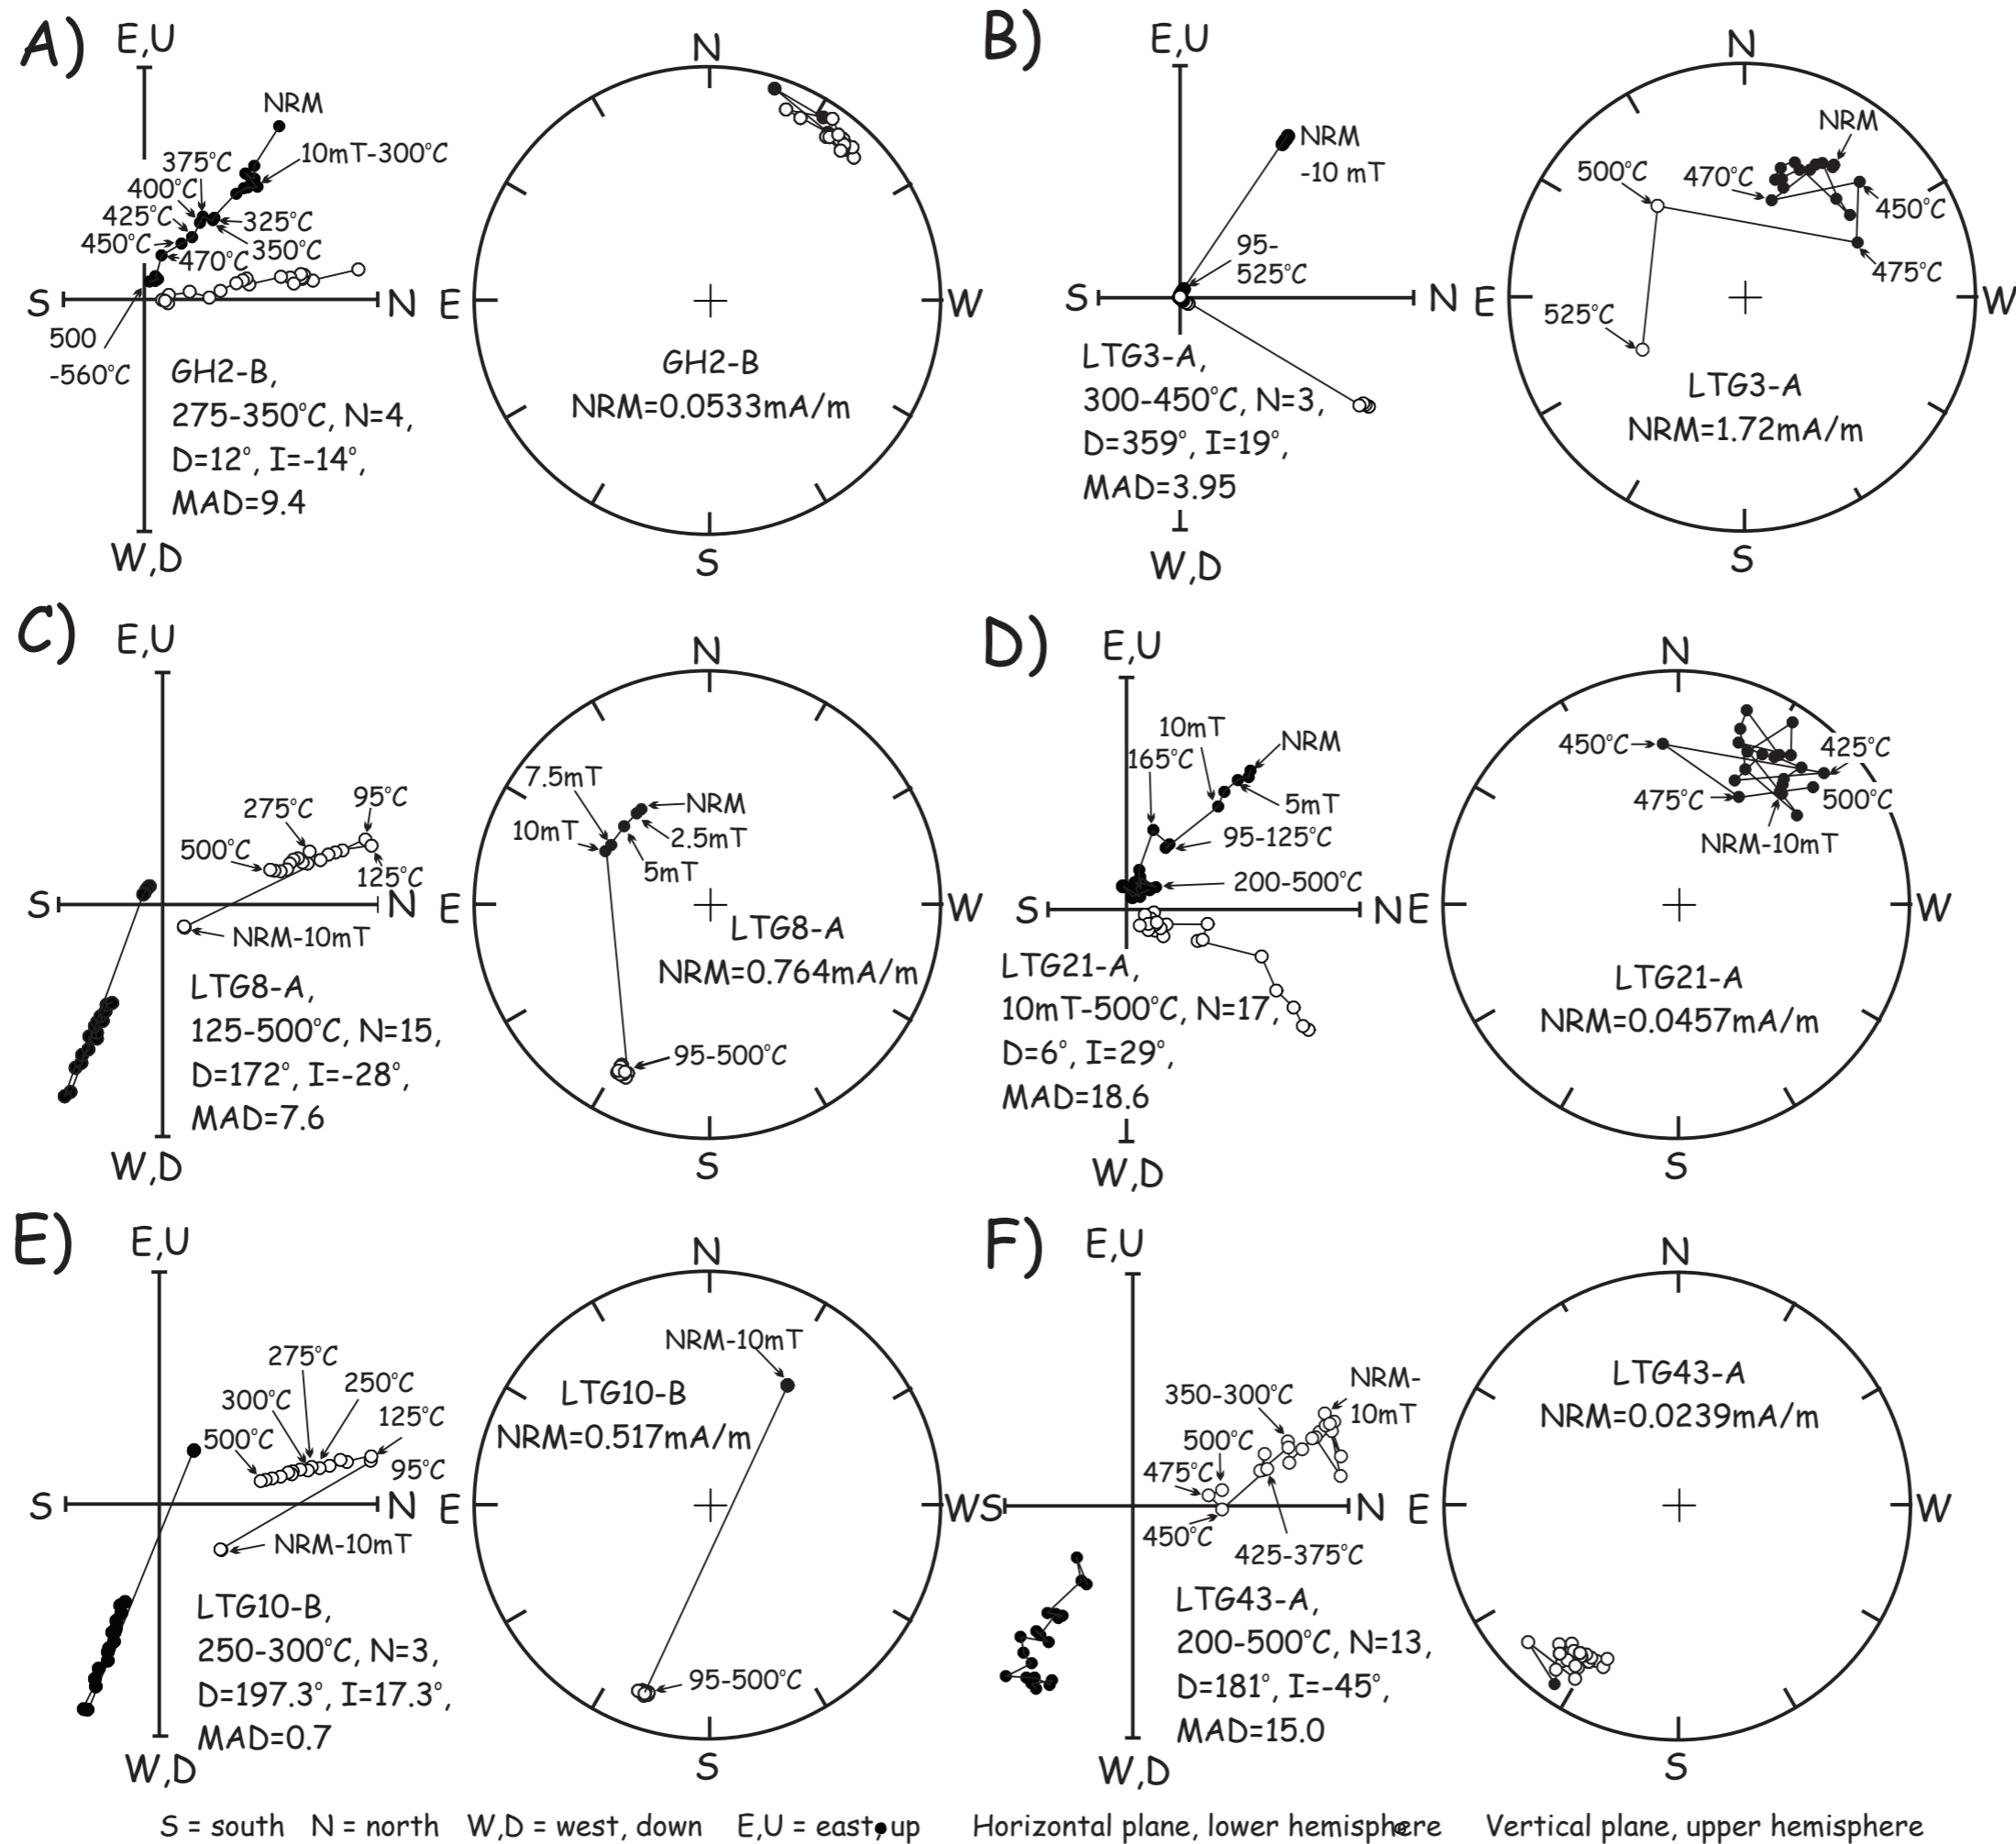 A)
E,U
NRM
375°C
10mT-300°C
400°C
425°C
325°C
450°C
350°C
470°C
S
N
500
-560°C
GH2-B,
275-350°C, N=4,
D=12°, I=-14°,
MAD=9.4
W,D
N
E
W
GH2-B
NRM=0.0533mA/m
S
B)
E,U
NRM
-10 mT
95-
525°C
S
N
LTG3-A,
300-450°C, N=3,
D=359°, I=19°,
MAD=3.95
W,D
N
NRM
500°C
470°C
450°C
475°C
E
W
525°C
LTG3-A
NRM=1.72mA/m
S
C)
E,U
275°C
95°C
500°C
125°C
S
N
NRM-10mT
LTG8-A,
125-500°C, N=15,
D=172°, I=-28°,
MAD=7.6
W,D
N
7.5mT
NRM
10mT
2.5mT
5mT
E
W
LTG8-A
NRM=0.764mA/m
95-500°C
S
D)
E,U
10mT
NRM
165°C
5mT
95-125°C
200-500°C
S
N
LTG21-A,
10mT-500°C, N=17,
D=6°, I=29°,
MAD=18.6
W,D
N
450°C
425°C
475°C
500°C
NRM-10mT
E
W
LTG21-A
NRM=0.0457mA/m
S
E)
E,U
275°C
250°C
300°C
125°C
500°C
95°C
S
N
NRM-10mT
LTG10-B,
250-300°C, N=3,
D=197.3°, I=17.3°,
MAD=0.7
W,D
N
NRM-10mT
LTG10-B
NRM=0.517mA/m
E
W
95-500°C
S
F)
E,U
NRM-
10mT
350-300°C
500°C
475°C
S
N
450°C
425-375°C
LTG43-A,
200-500°C, N=13,
D=181°, I=-45°,
MAD=15.0
W,D
N
LTG43-A
NRM=0.0239mA/m
E
W
S
S = south N = north W,D = west, down E,U = east, up Horizontal plane, lower hemisphere Vertical plane, upper hemisphere